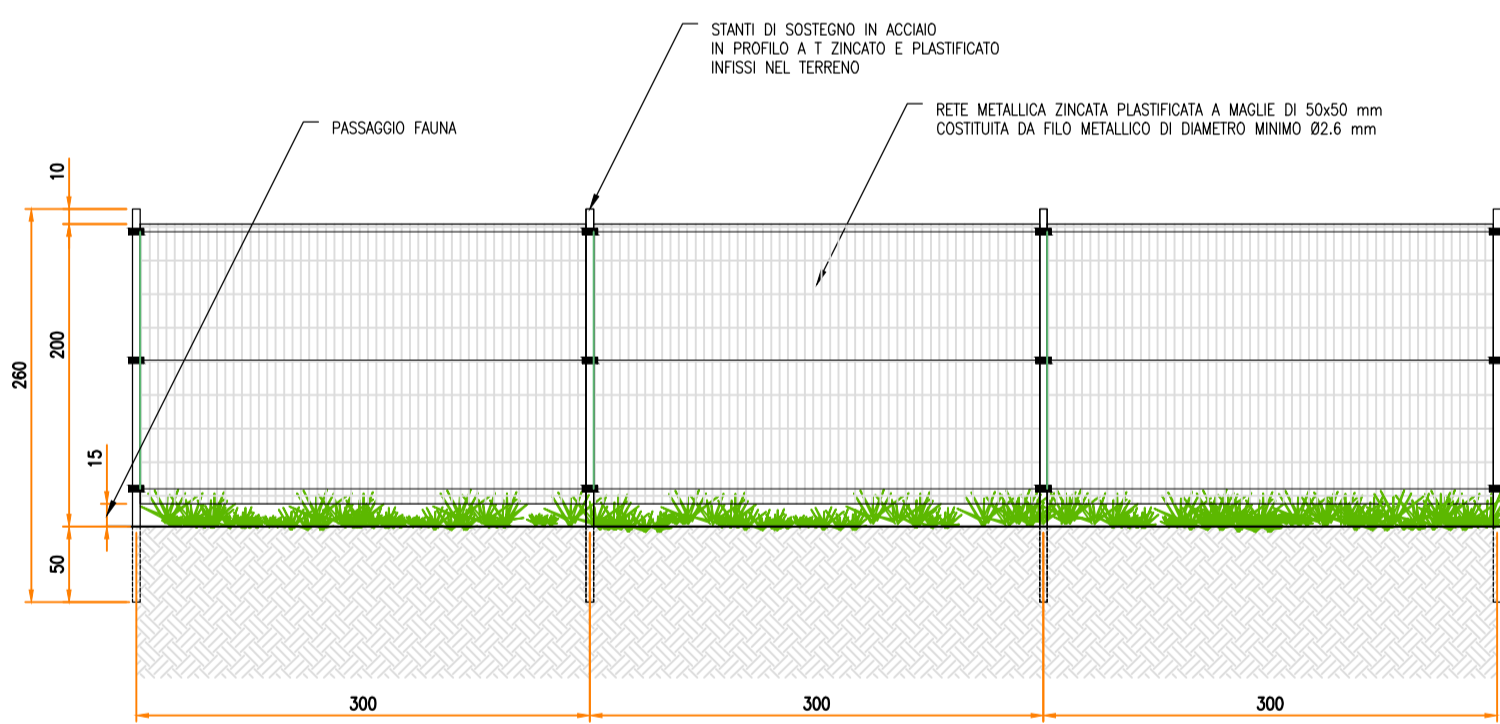 STANTI DI SOSTEGNO IN ACCIAIO
IN PROFILO A T ZINCATO E PLASTIFICATO
INFISSI NEL TERRENO
RETE METALLICA ZINCATA PLASTIFICATA A MAGLIE DI 50x50 mm
COSTITUITA DA FILO METALLICO DI DIAMETRO MINIMO Ø2.6 mm
PASSAGGIO FAUNA
10
200
260
15
50
300
300
300